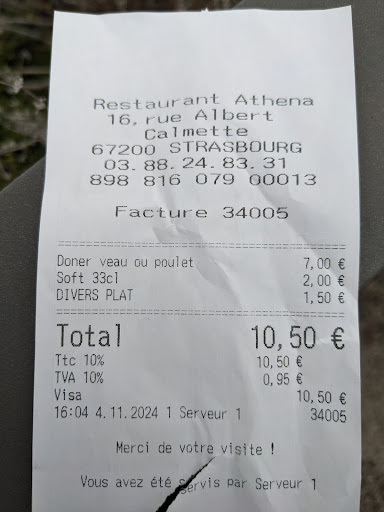 Restaurant Athena
16, rue Albert
Calmette
67200 STRASBOURG
03. 88. 24. 83. 31
898 816 079 00013
Facture 34005
Doner veau ou poulet 7,00 €
Soft 33cl 2,00 €
DIVERS PLAT 1,50 €
Total 10,50 €
Ttc 10% 10,50 €
TVA 10% 0,95 €
Visa 10,50 €
16:04 4.11.2024 1 Serveur 1 34005
Merci de votre visite !
Vous avez été servis par Serveur 1